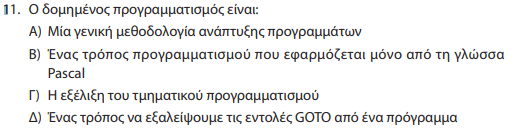 11. Ο δομημένος προγραμματισμός είναι:
Α) Μία γενική μεθοδολογία ανάπτυξης προγραμμάτων
Β) Ένας τρόπος προγραμματισμού που εφαρμόζεται μόνο από τη γλώσσα
Pascal
Γ) Η εξέλιξη του τμηματικού προγραμματισμού
Δ) Ένας τρόπος να εξαλείψουμε τις εντολές GOTO από ένα πρόγραμμα